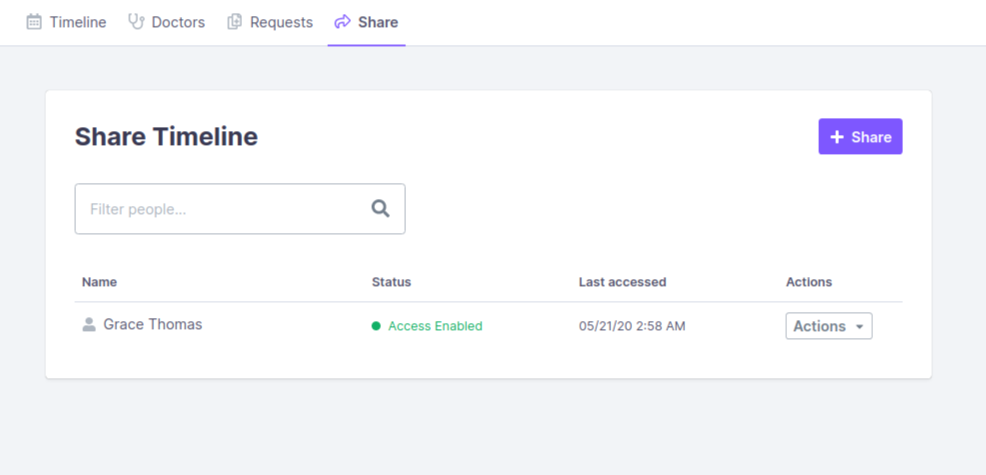 Timeline Doctors Requests Share
Share Timeline
Share
Filter people...
Name Status Last accessed Actions
Grace Thomas Access Enabled 05/21/20 2:58 AM Actions